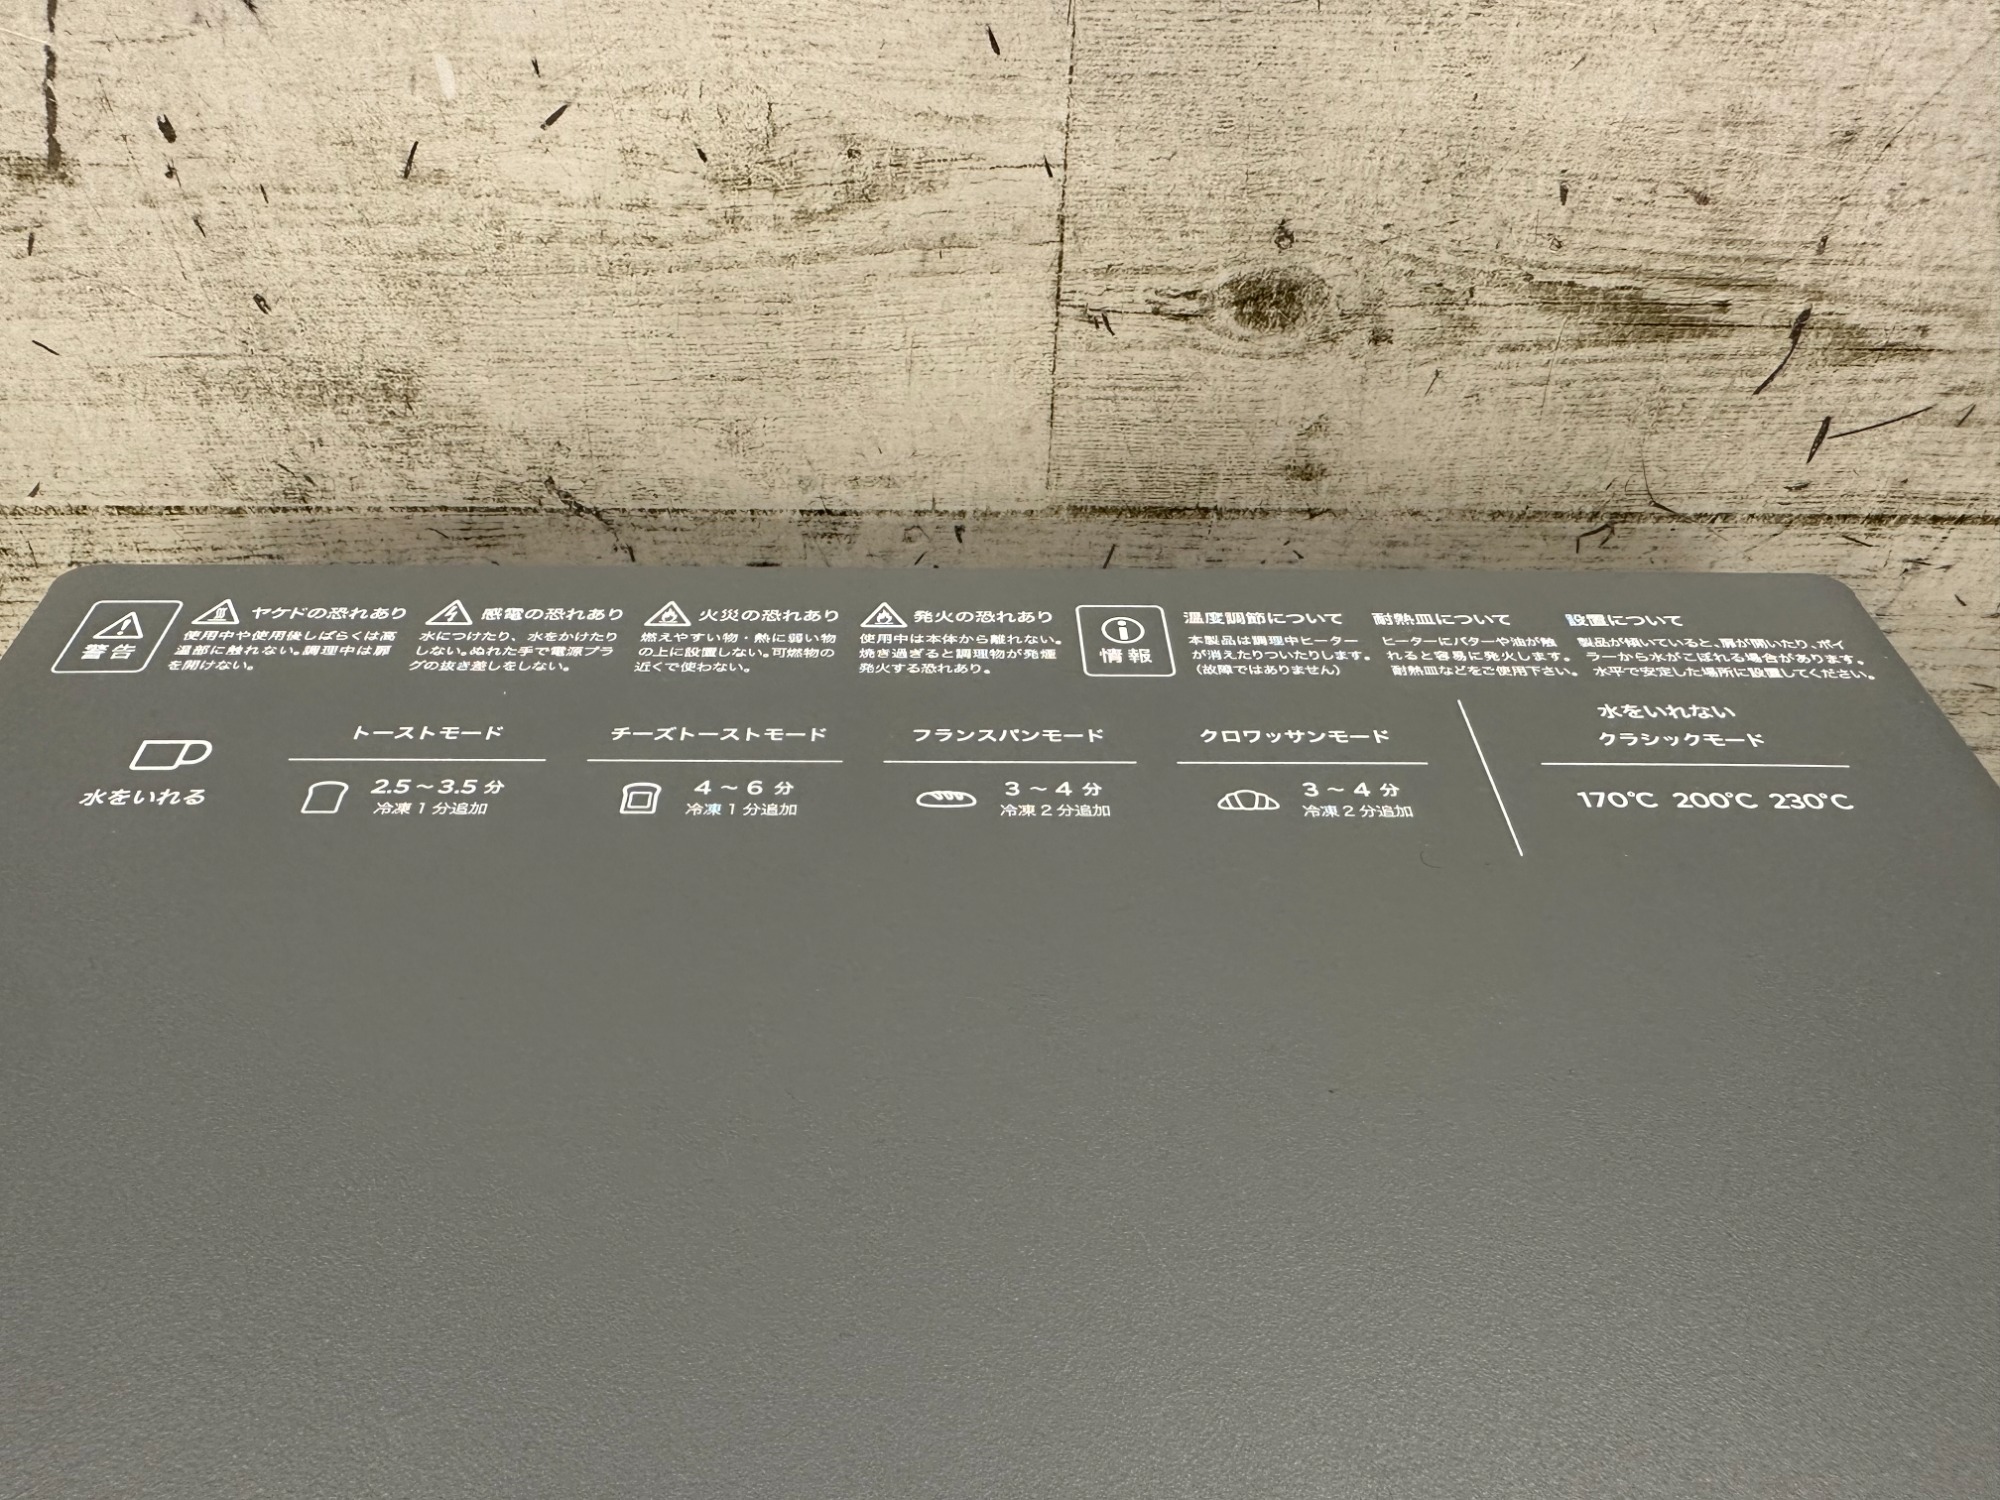 警告
ヤケドの恐れあり
使用中や使用後しばらくは高
温部に触れない。調理中は扉
を開けない。
感電の恐れあり
水につけたり、水をかけたり
しない。ぬれた手で電源プラ
グの抜き差しをしない。
火災の恐れあり
燃えやすい物・熱に弱い物
の上に設置しない。可燃物の
近くで使わない。
発火の恐れあり
使用中は本体から離れない。
焼き過ぎると調理物が発煙
発火する恐れあり。
情報
温度調節について
本製品は調理中ヒーター
が消えたりついたりします。
(故障ではありません)
耐熱皿について
ヒーターにバターや油が触
れると容易に発火します。
耐熱皿などをご使用下さい。
設置について
製品が傾いていると、扉が開いたり、ボイ
ラーから水がこぼれる場合があります。
水平で安定した場所に設置してください。
水をいれる
トーストモード
2.5～3.5 分
冷凍 1 分追加
チーズトーストモード
4 ～ 6 分
冷凍 1 分追加
フランスパンモード
3 ～ 4 分
冷凍 2 分追加
クロワッサンモード
3 ～ 4 分
冷凍 2 分追加
水をいれない
クラシックモード
170℃ 200℃ 230℃